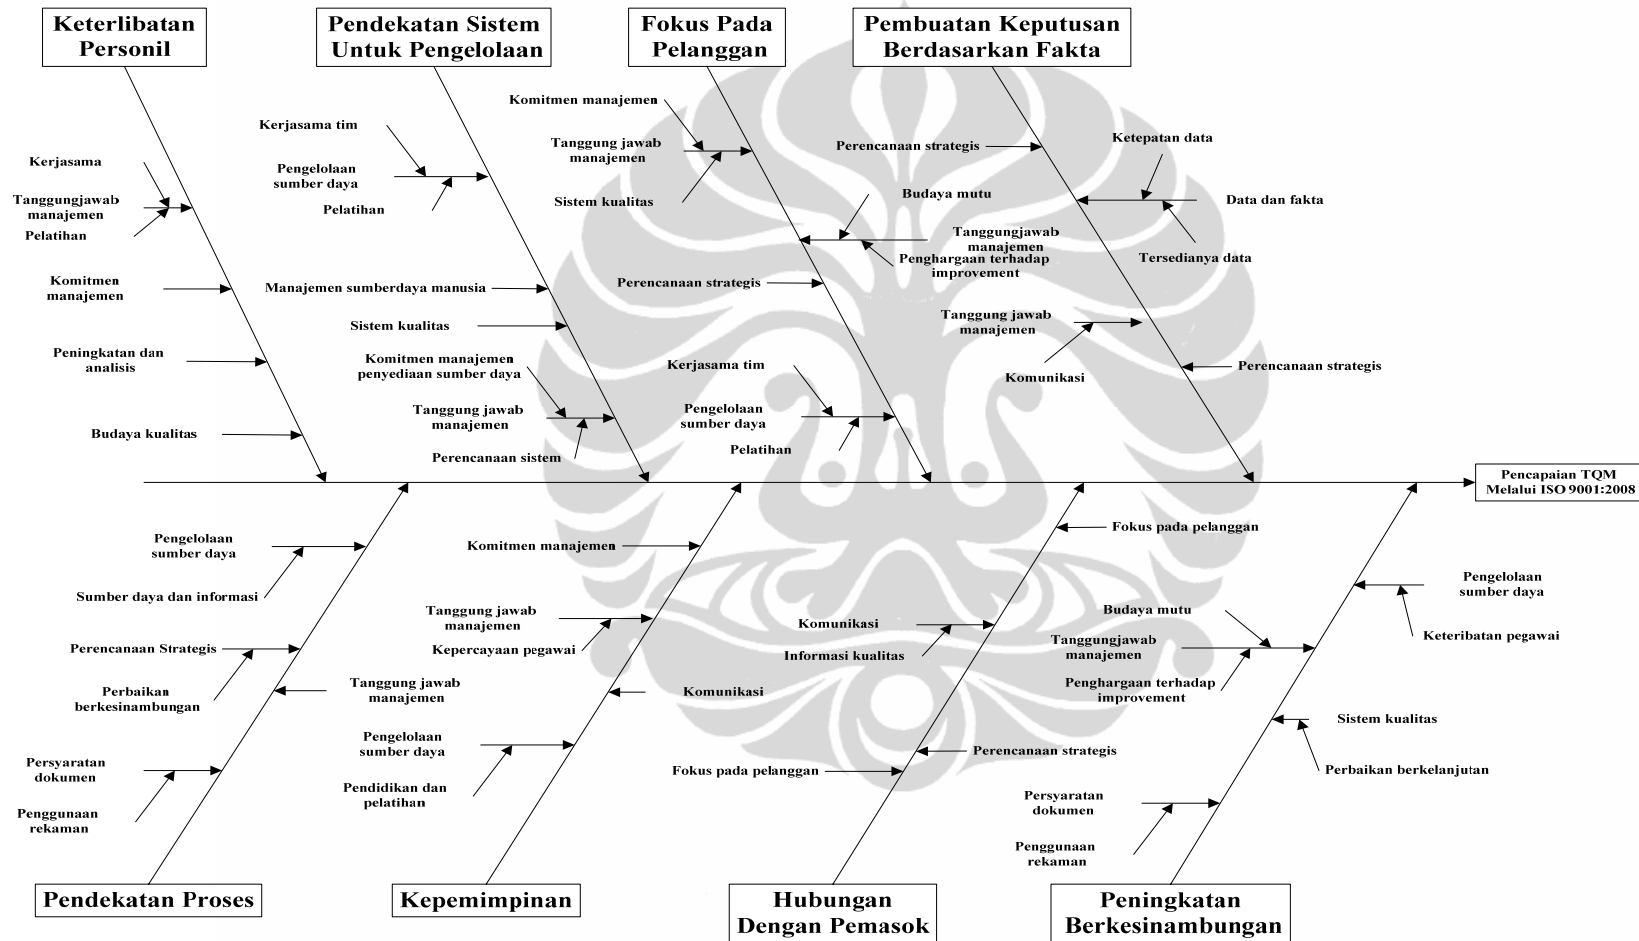 Keterlibatan
Personil
Pendekatan Sistem
Untuk Pengelolaan
Fokus Pada
Pelanggan
Pembuatan Keputusan
Berdasarkan Fakta
Kerjasama
Tanggungjawab
manajemen
Pelatihan
Komitmen
manajemen
Peningkatan dan
analisis
Budaya kualitas
Kerjasama tim
Pengelolaan
sumber daya
Pelatihan
Manajemen sumberdaya manusia
Sistem kualitas
Komitmen manajemen
penyediaan sumber daya
Tanggung jawab
manajemen
Perencanaan sistem
Komitmen manajemen
Tanggung jawab
manajemen
Sistem kualitas
Budaya mutu
Tanggungjawab
manajemen
Penghargaan terhadap
improvement
Perencanaan strategis
Kerjasama tim
Pengelolaan
sumber daya
Pelatihan
Perencanaan strategis
Ketepatan data
Data dan fakta
Tersedianya data
Tanggung jawab
manajemen
Komunikasi
Perencanaan strategis
Pencapaian TQM
Melalui ISO 9001:2008
Pengelolaan
sumber daya
Sumber daya dan informasi
Perencanaan Strategis
Perbaikan
berkesinambungan
Tanggung jawab
manajemen
Persyaratan
dokumen
Penggunaan
rekaman
Komitmen manajemen
Tanggung jawab
manajemen
Kepercayaan pegawai
Komunikasi
Pengelolaan
sumber daya
Pendidikan dan
pelatihan
Fokus pada pelanggan
Komunikasi
Informasi kualitas
Perencanaan strategis
Fokus pada pelanggan
Pengelolaan
sumber daya
Keteribatan pegawai
Budaya mutu
Tanggungjawab
manajemen
Penghargaan terhadap
improvement
Sistem kualitas
Perbaikan berkelanjutan
Persyaratan
dokumen
Penggunaan
rekaman
Pendekatan Proses
Kepemimpinan
Hubungan
Dengan Pemasok
Peningkatan
Berkesinambungan